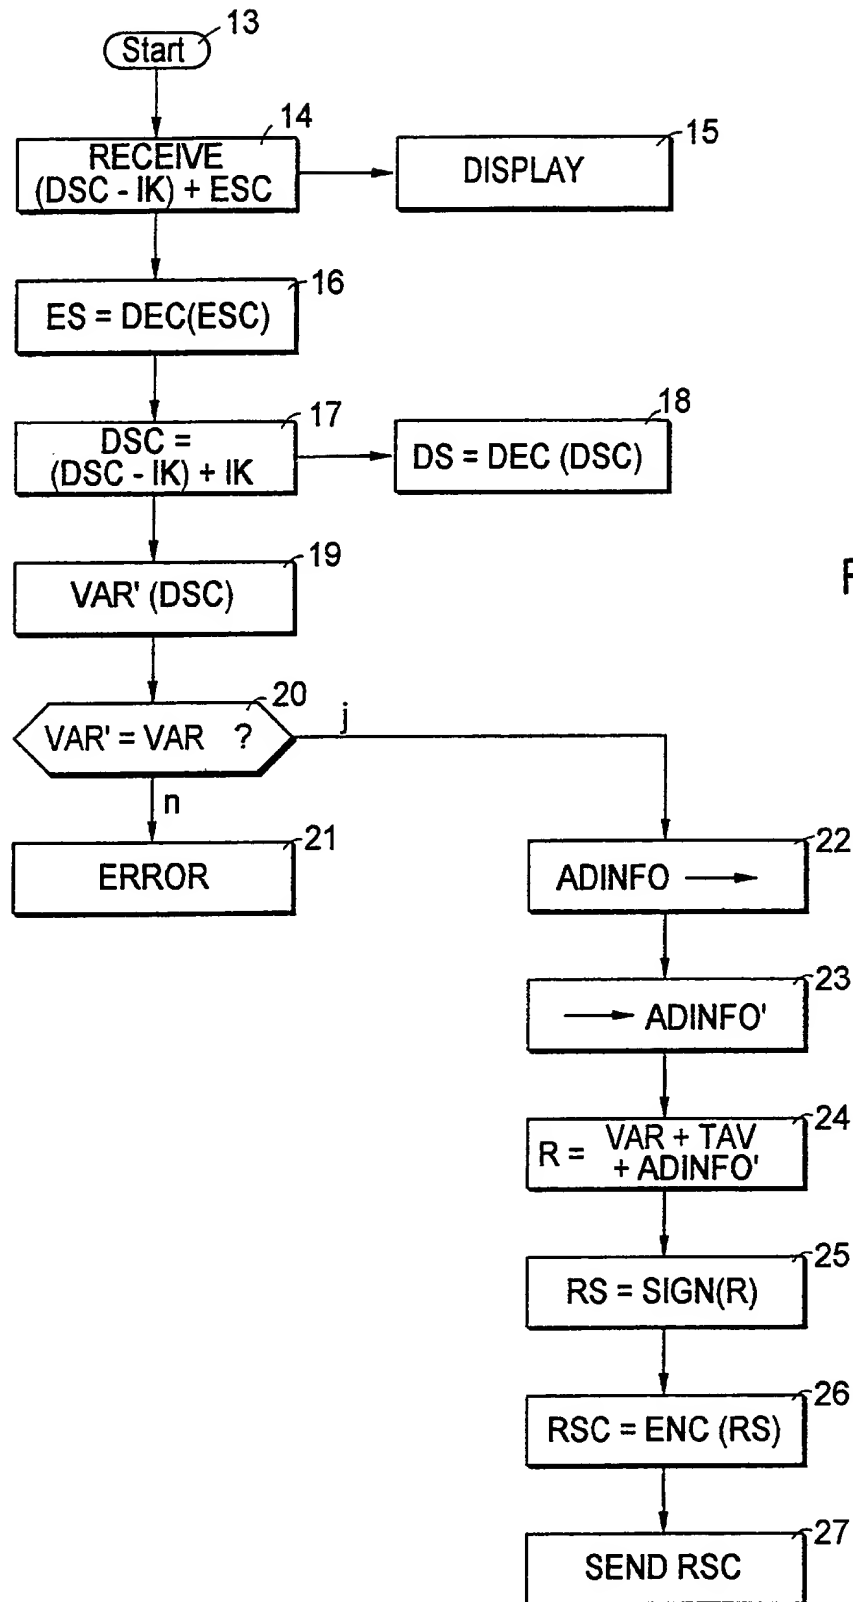 13
Start
14
RECEIVE
(DSC - IK) + ESC
15
DISPLAY
16
ES = DEC(ESC)
17
DSC =
(DSC - IK) + IK
18
DS = DEC (DSC)
19
VAR' (DSC)
F
20
VAR' = VAR ?
j
n
21
ERROR
22
ADINFO
23
ADINFO'
24
R = VAR + TAV
+ ADINFO'
25
RS = SIGN(R)
26
RSC = ENC (RS)
27
SEND RSC